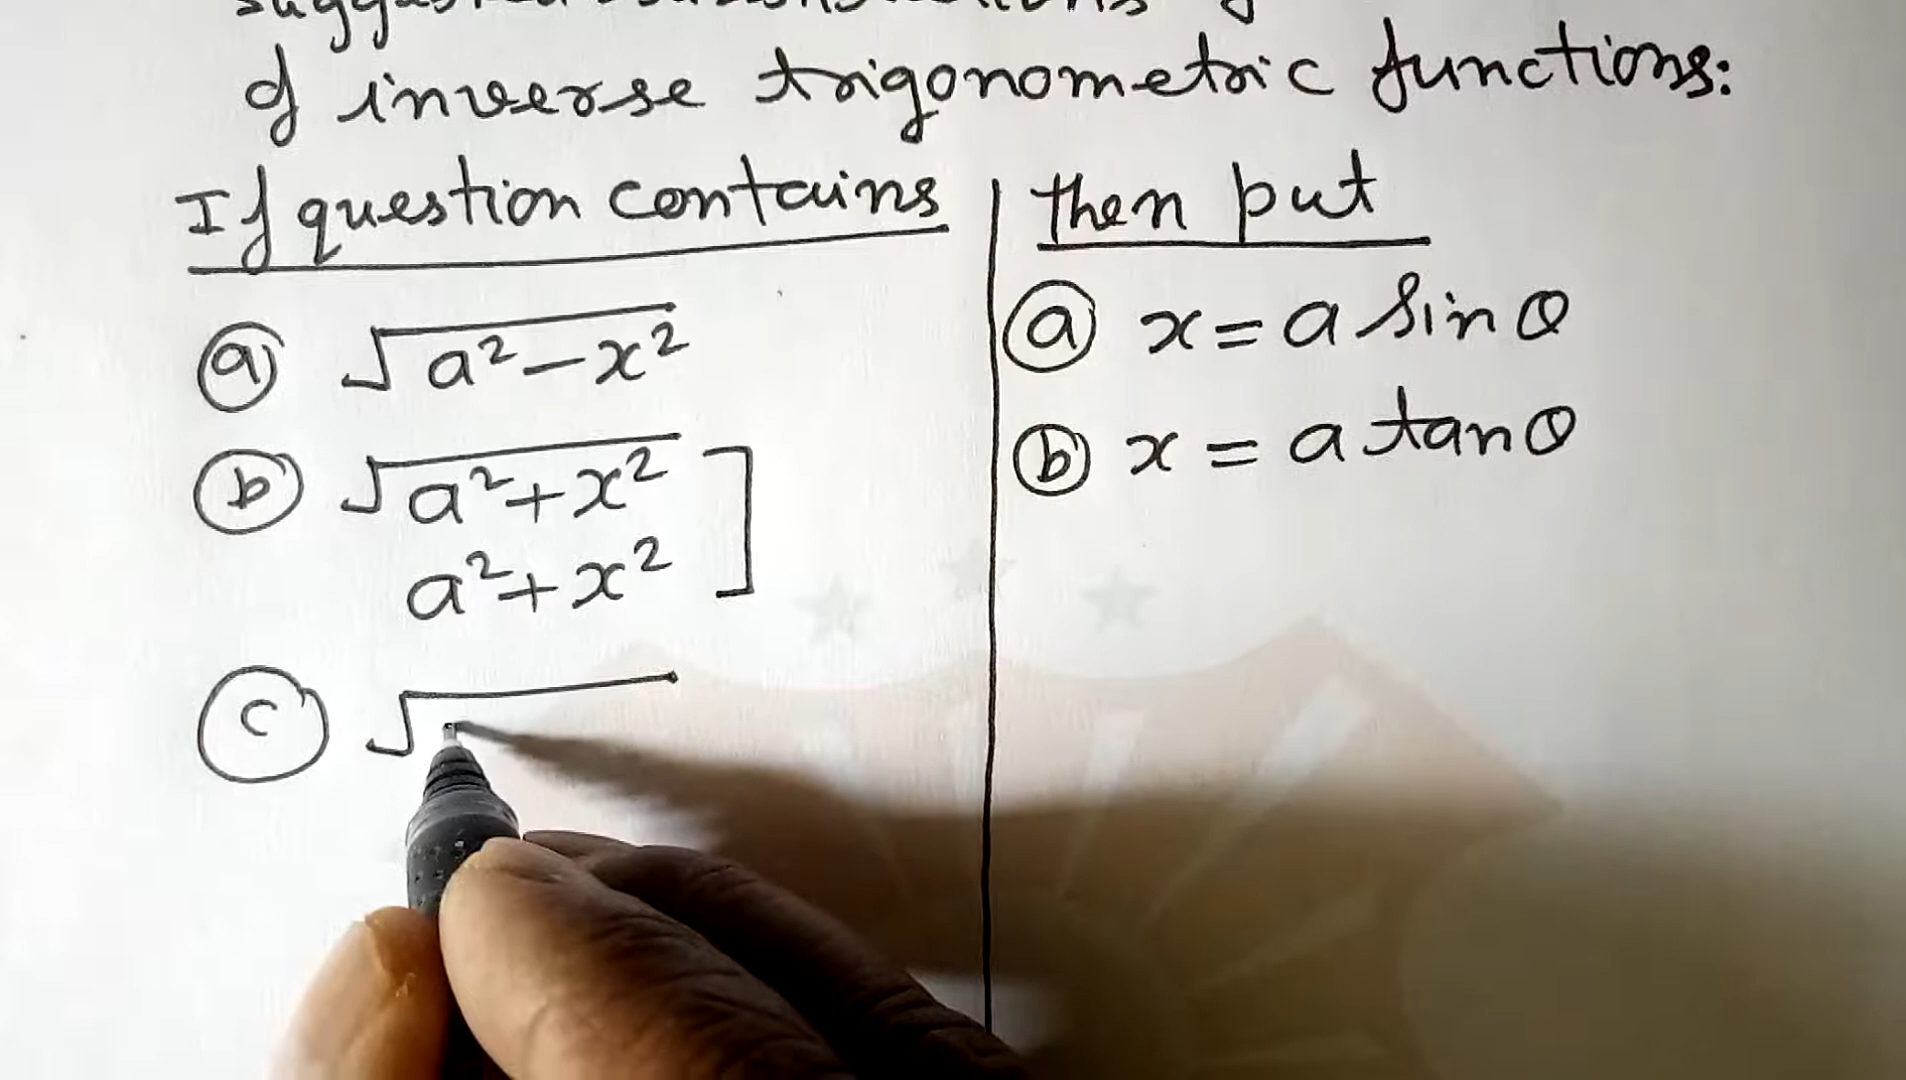 of inverse trigonometric functions:
If question contains then put
ⓐ √a²-x² ⓐ x = a sin θ
ⓑ √a²+x² ⓑ x = a tan θ
a²+x²
ⓒ √